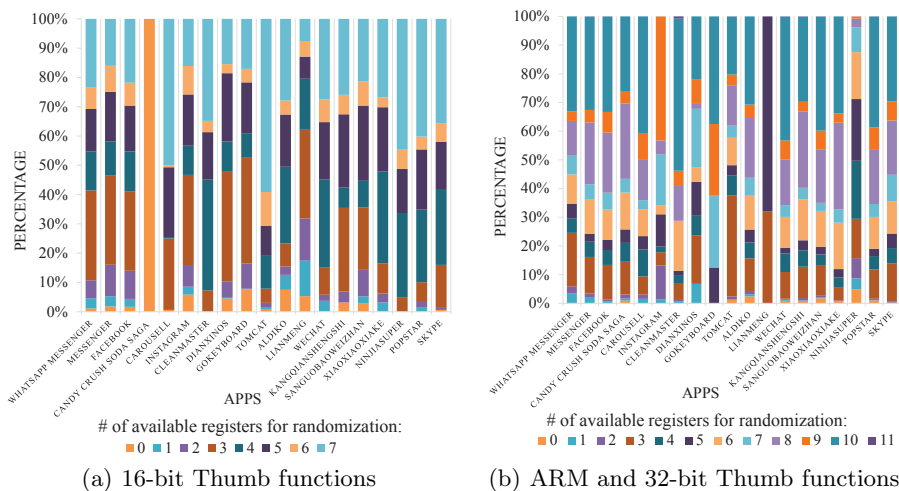 100%
90%
80%
70%
60%
50%
40%
30%
20%
10%
0%
PERCENTAGE
WHATSAPP MESSENGER
MESSENGER
FACEBOOK
CANDY CRUSH SODA SAGA
CAROUSELL
INSTAGRAM
CLEANMASTER
DIANXINOS
GOKEYBOARD
TOMCAT
ALDIKO
LIANMENG
WECHAT
KANGQIANSHENGSHI
SANGUOBAOWEIZHAN
XIAOXIAOXIAKE
NINJIASUPER
POPSTAR
SKYPE
APPS
# of available registers for randomization:
0 1 2 3 4 5 6 7
(a) 16-bit Thumb functions
100%
90%
80%
70%
60%
50%
40%
30%
20%
10%
0%
PERCENTAGE
WHATSAPP MESSENGER
MESSENGER
FACEBOOK
CANDY CRUSH SODA SAGA
CAROUSELL
INSTAGRAM
CLEANMASTER
DIANXINOS
GOKEYBOARD
TOMCAT
ALDIKO
LIANMENG
WECHAT
KANGQIANSHENGSHI
SANGUOBAOWEIZHAN
XIAOXIAOXIAKE
NINJIASUPER
POPSTAR
SKYPE
APPS
# of available registers for randomization:
0 1 2 3 4 5 6 7 8 9 10 11
(b) ARM and 32-bit Thumb functions